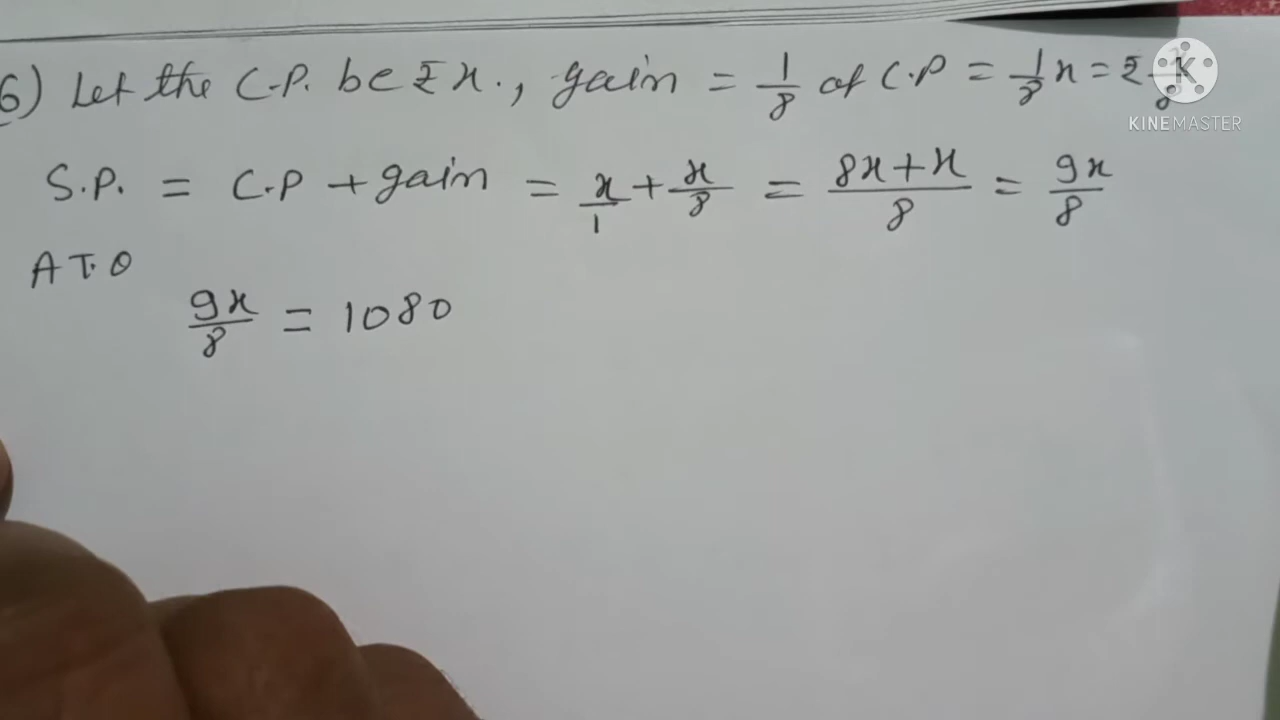 6) Let the C.P. be ₹ x., gain = 1/8 of C.P = 1/8 x = ₹
K
KINEMASTER
S.P. = C.P + gain = x/1 + x/8 = 8x+x/8 = 9x/8
A T. Q
9x/8 = 1080